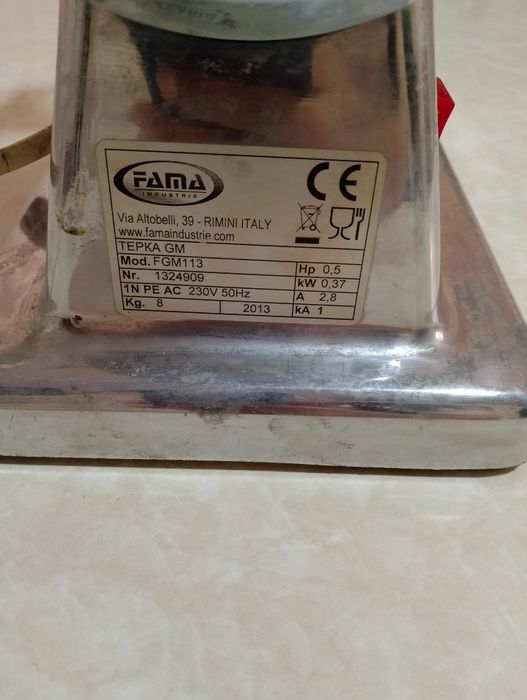 FAMA
INDUSTRIE
CE
Via Altobelli, 39 - RIMINI ITALY
www.famaindustrie.com
ТЕРКА GM
Mod. FGM113
Hp 0,5
Nr. 1324909
kW 0,37
1N PE AC 230V 50Hz
A 2,8
Kg. 8 2013
kA 1